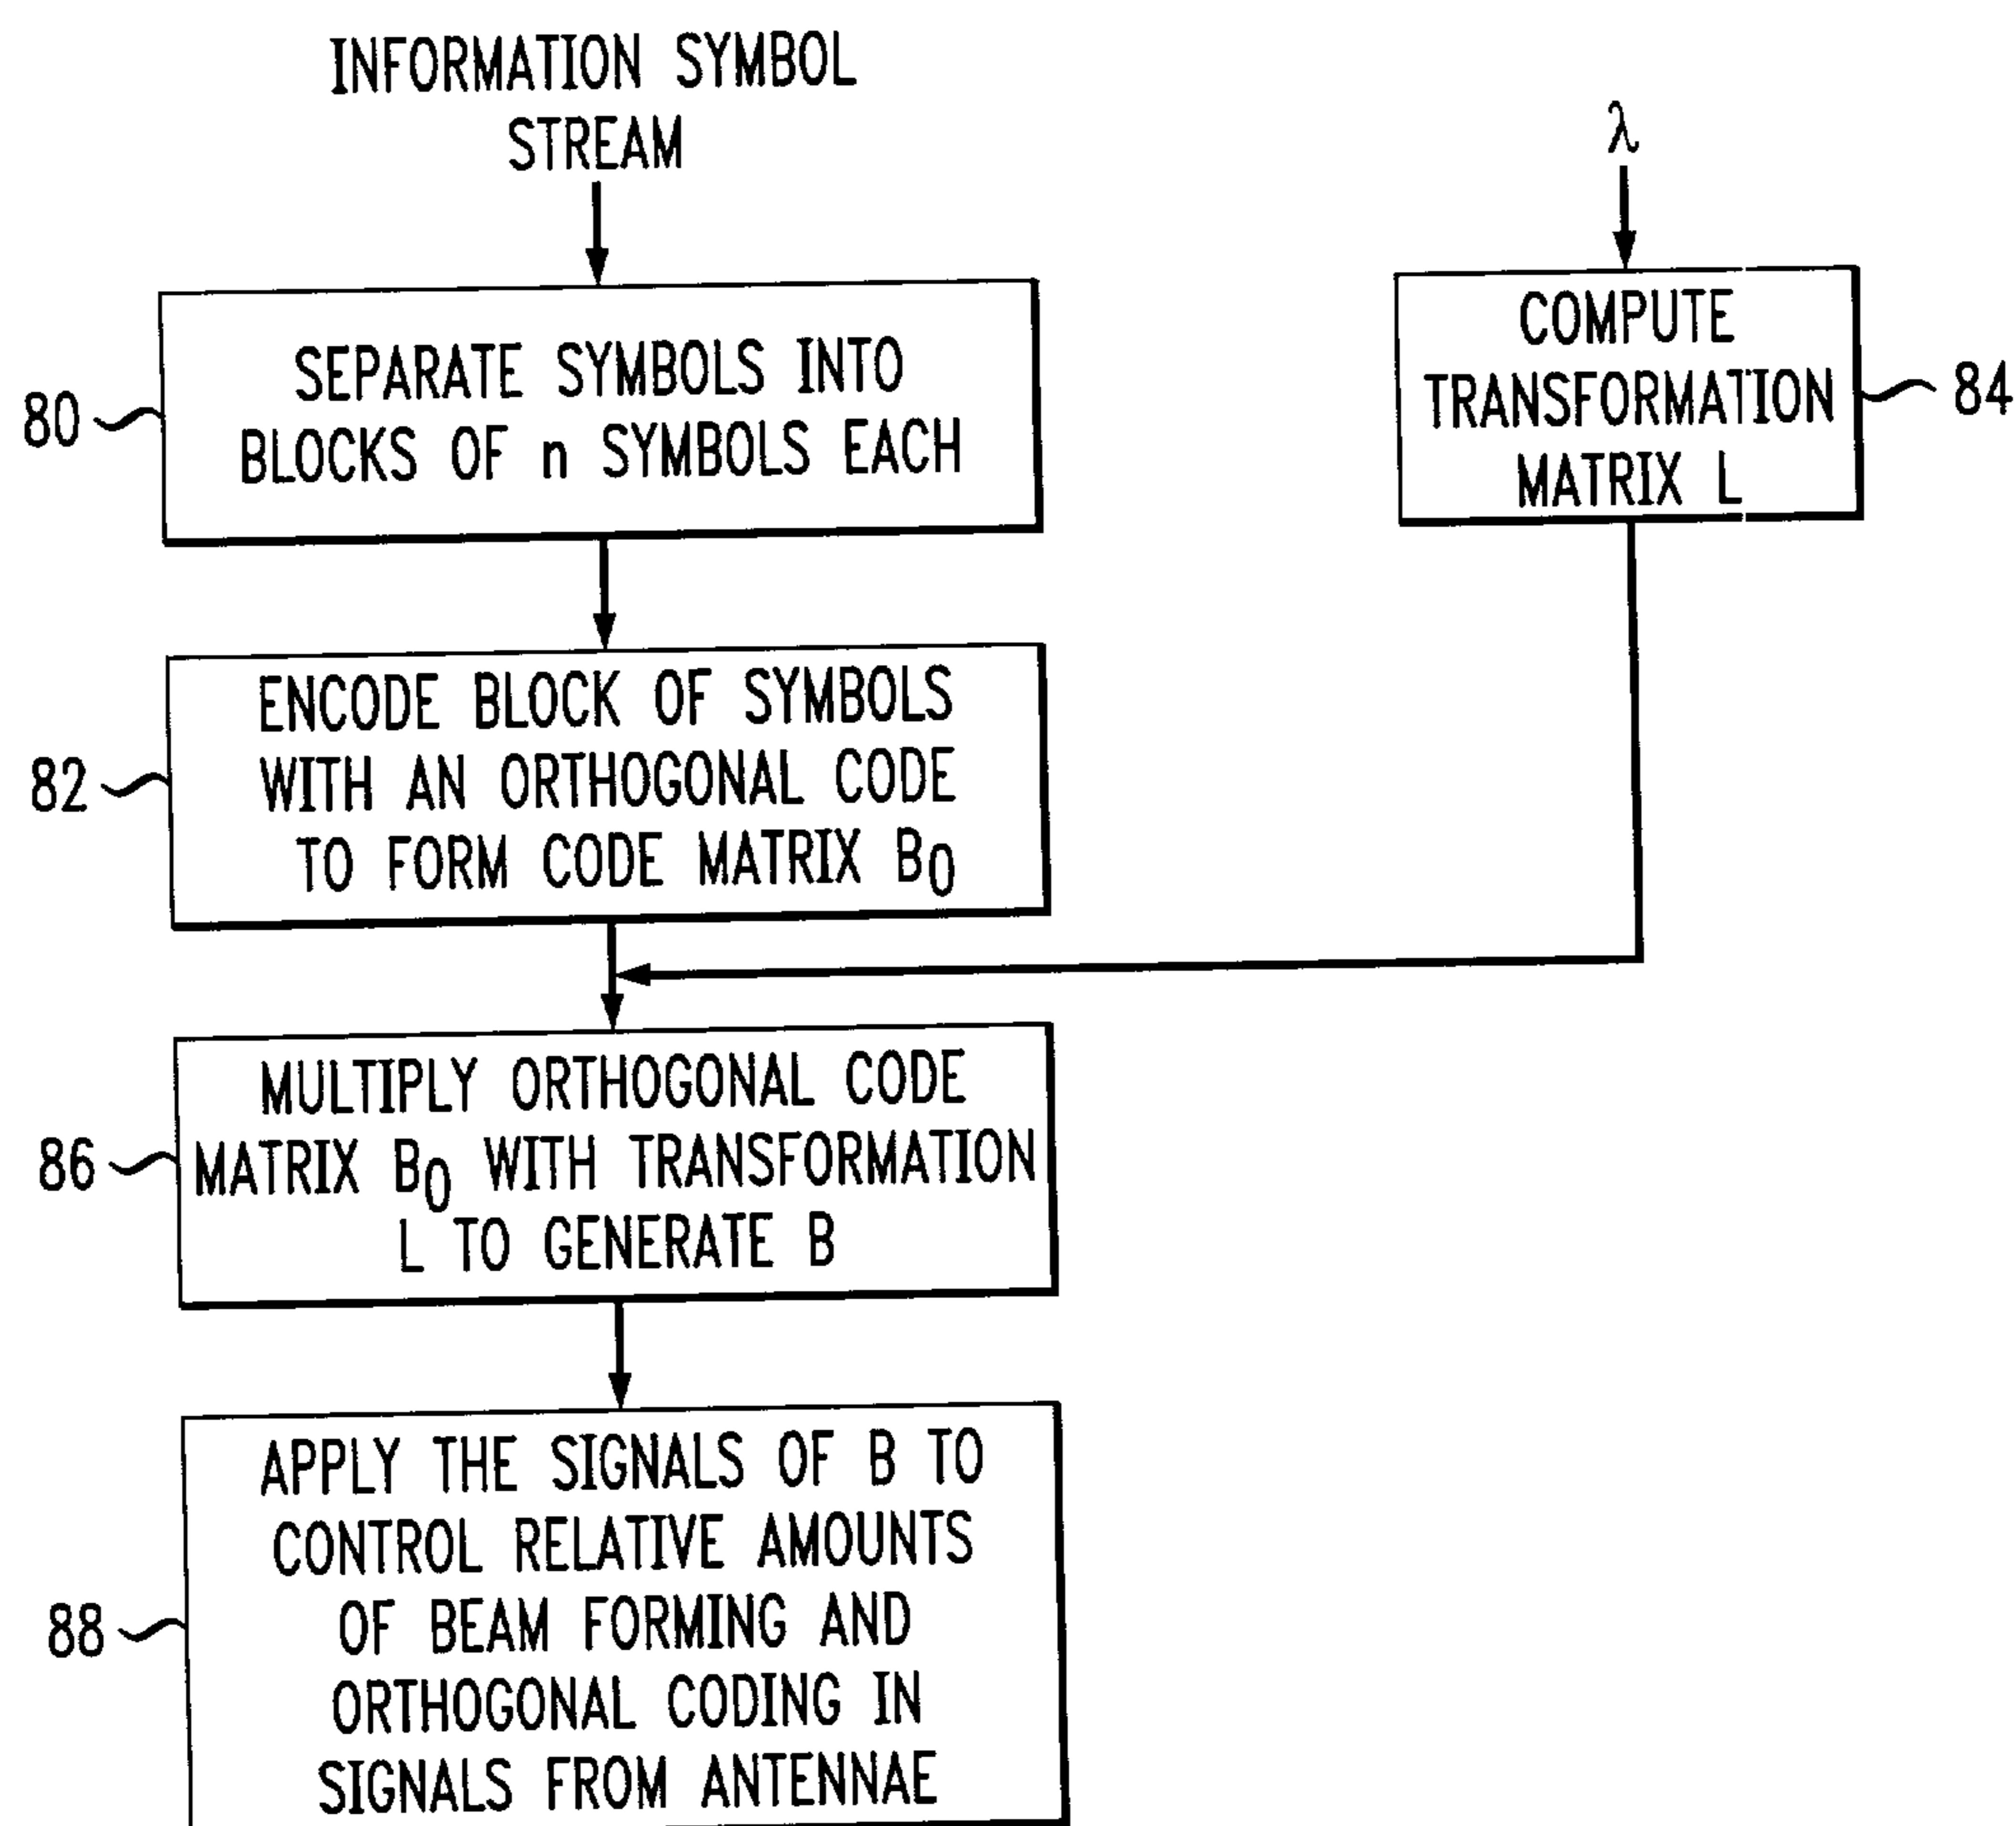 INFORMATION SYMBOL
STREAM
λ
80
SEPARATE SYMBOLS INTO
BLOCKS OF n SYMBOLS EACH
COMPUTE
TRANSFORMATION
MATRIX L
84
82
ENCODE BLOCK OF SYMBOLS
WITH AN ORTHOGONAL CODE
TO FORM CODE MATRIX B0
86
MULTIPLY ORTHOGONAL CODE
MATRIX B0 WITH TRANSFORMATION
L TO GENERATE B
88
APPLY THE SIGNALS OF B TO
CONTROL RELATIVE AMOUNTS
OF BEAM FORMING AND
ORTHOGONAL CODING IN
SIGNALS FROM ANTENNAE